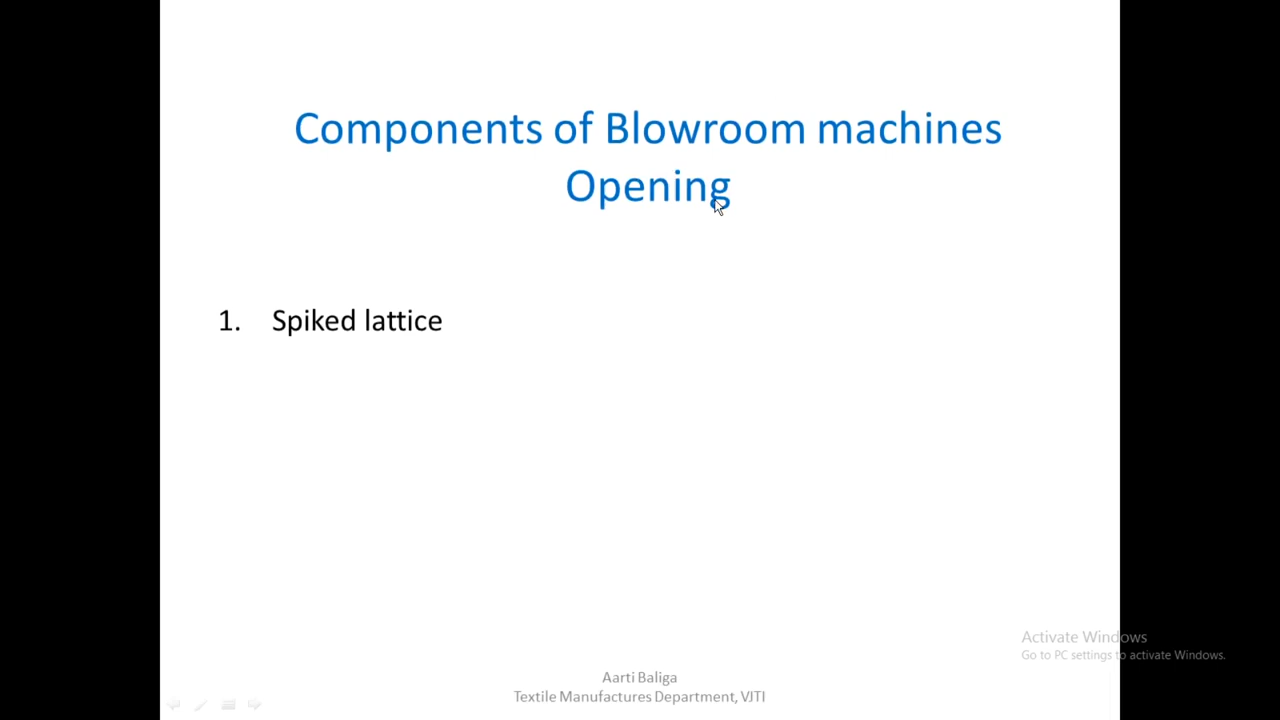 Components of Blowroom machines
Opening
1. Spiked lattice
Activate Windows
Go to PC settings to activate Windows.
Aarti Baliga
Textile Manufactures Department, VJTI